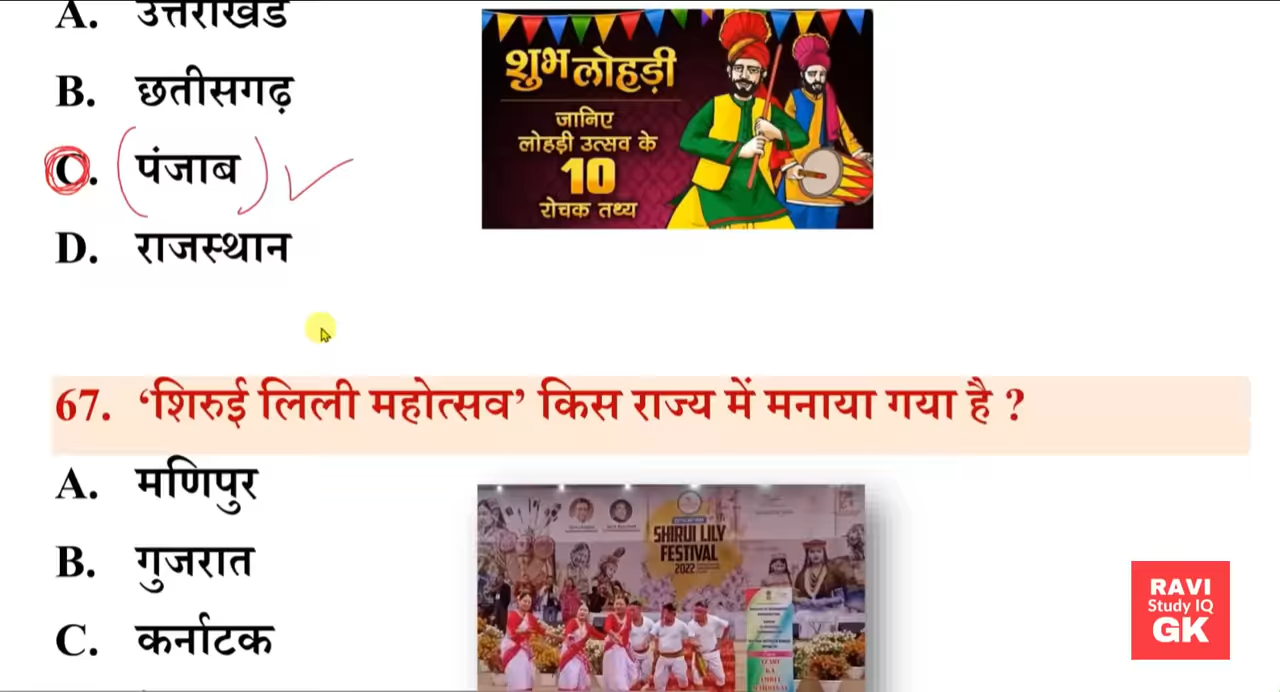 A. उत्तराखंड
B. छतीसगढ़
C. पंजाब
D. राजस्थान
शुभ लोहड़ी
जानिए
लोहड़ी उत्सव के
10
रोचक तथ्य
67. ‘शिरुई लिली महोत्सव’ किस राज्य में मनाया गया है ?
A. मणिपुर
B. गुजरात
C. कर्नाटक
SHIRUI LILY
FESTIVAL
2022
RAVI
Study IQ
GK